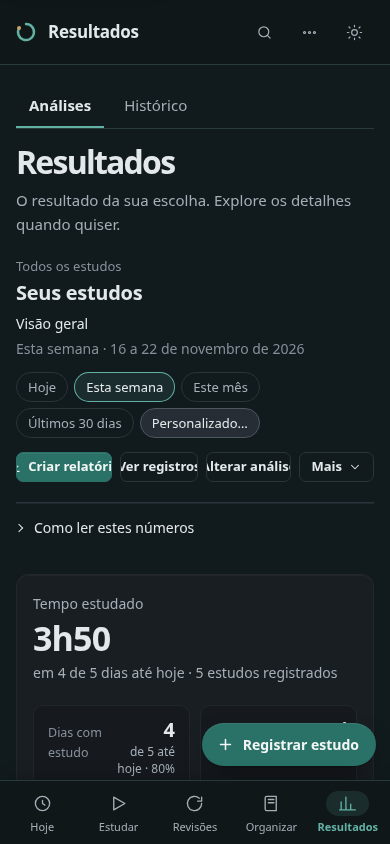 Resultados
Análises Histórico
Resultados
O resultado da sua escolha. Explore os detalhes
quando quiser.
Todos os estudos
Seus estudos
Visão geral
Esta semana · 16 a 22 de novembro de 2026
Hoje Esta semana Este mês
Últimos 30 dias Personalizado...
Criar relatóri Ver registros Alterar anális Mais
Como ler estes números
Tempo estudado
3h50
em 4 de 5 dias até hoje · 5 estudos registrados
Dias com
estudo
4
de 5 até
hoje · 80%
Registrar estudo
Hoje Estudar Revisões Organizar Resultados